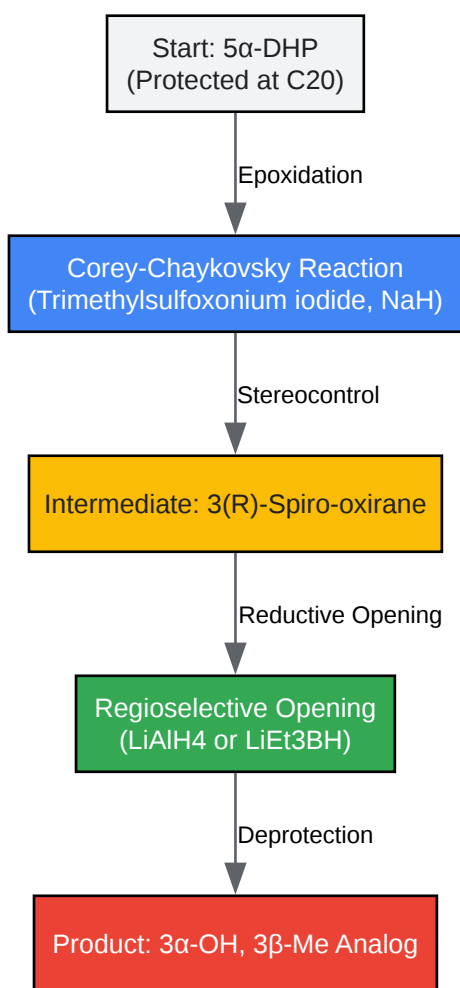 Start: 5α-DHP
(Protected at C20)
Epoxidation
Corey-Chaykovsky Reaction
(Trimethylsulfoxonium iodide, NaH)
Stereocontrol
Intermediate: 3(R)-Spiro-oxirane
Reductive Opening
Regioselective Opening
(LiAlH4 or LiEt3BH)
Deprotection
Product: 3α-OH, 3β-Me Analog